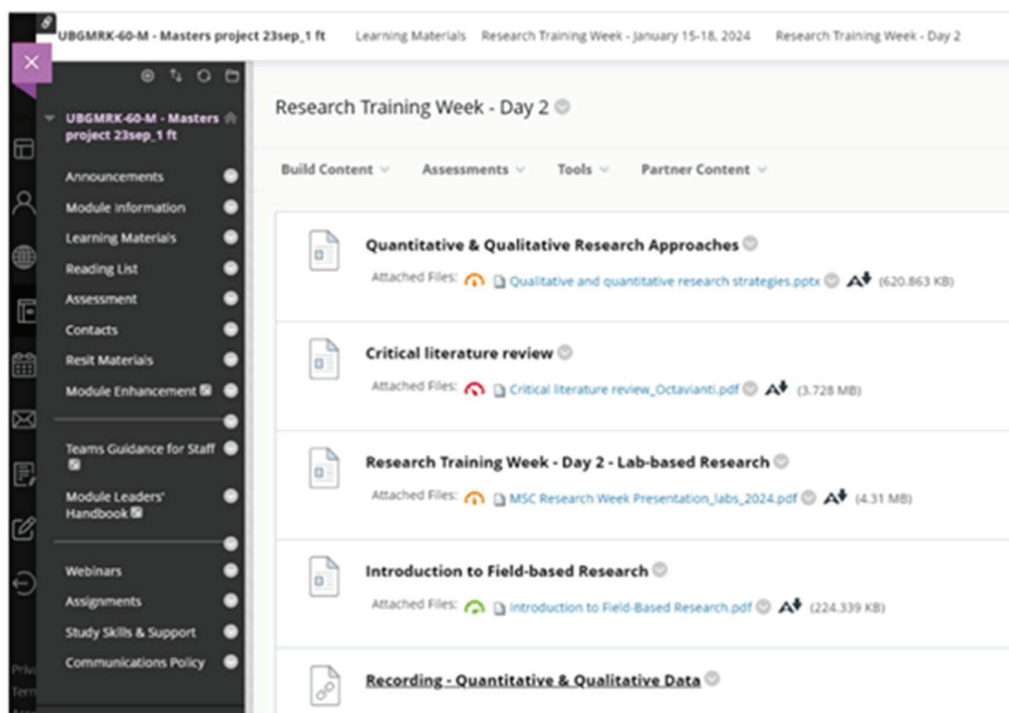 UBGMRK-60-M - Masters project 23sep_1 ft
Learning Materials
Research Training Week - January 15-18, 2024
Research Training Week - Day 2
UBGMRK-60-M - Masters
project 23sep_1 ft
Announcements
Module Information
Learning Materials
Reading List
Assessment
Contacts
Resit Materials
Module Enhancement
Teams Guidance for Staff
Module Leaders'
Handbook
Webinars
Assignments
Study Skills & Support
Communications Policy
Research Training Week - Day 2
Build Content
Assessments
Tools
Partner Content
Quantitative & Qualitative Research Approaches
Attached Files: Qualitative and quantitative research strategies.pptx (620.863 KB)
Critical literature review
Attached Files: Critical literature review_Octavianti.pdf (3.728 MB)
Research Training Week - Day 2 - Lab-based Research
Attached Files: MSC Research Week Presentation_labs_2024.pdf (4.31 MB)
Introduction to Field-based Research
Attached Files: Introduction to Field-Based Research.pdf (224.339 KB)
Recording - Quantitative & Qualitative Data